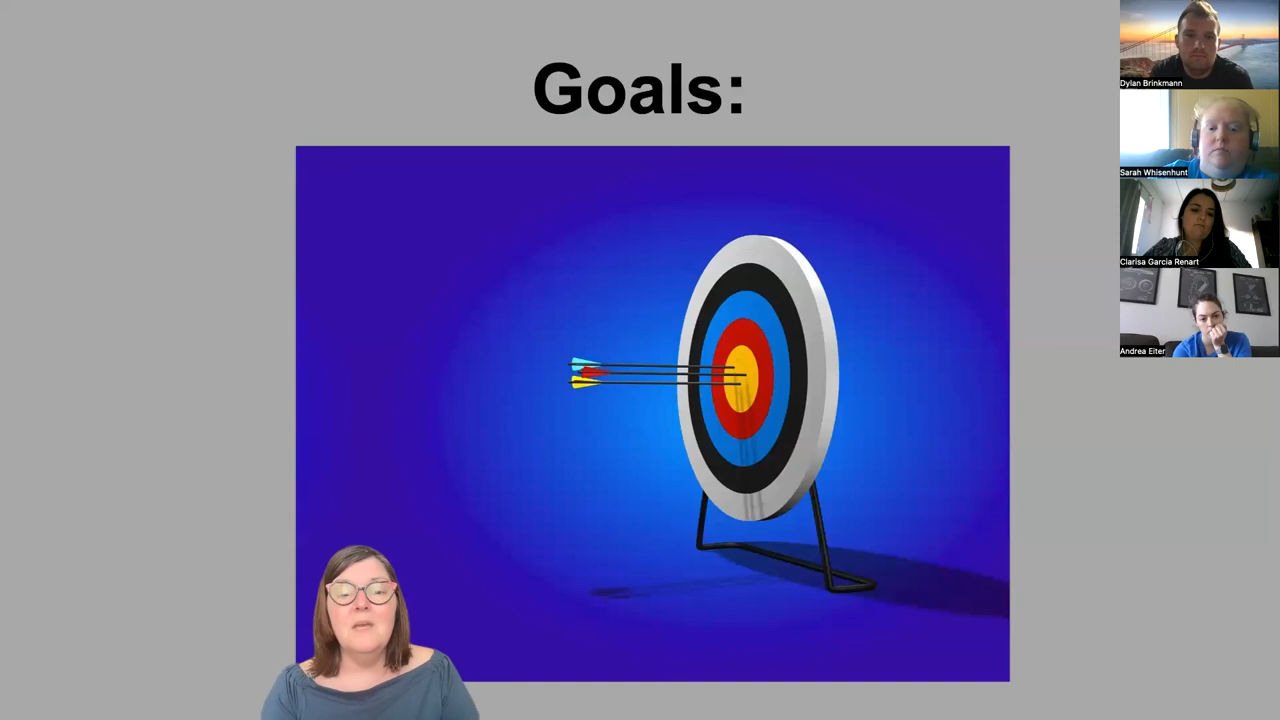 Goals:
Dylan Brinkmann
Sarah Whisenhunt
Clarisa Garcia Renart
Andrea Eiter